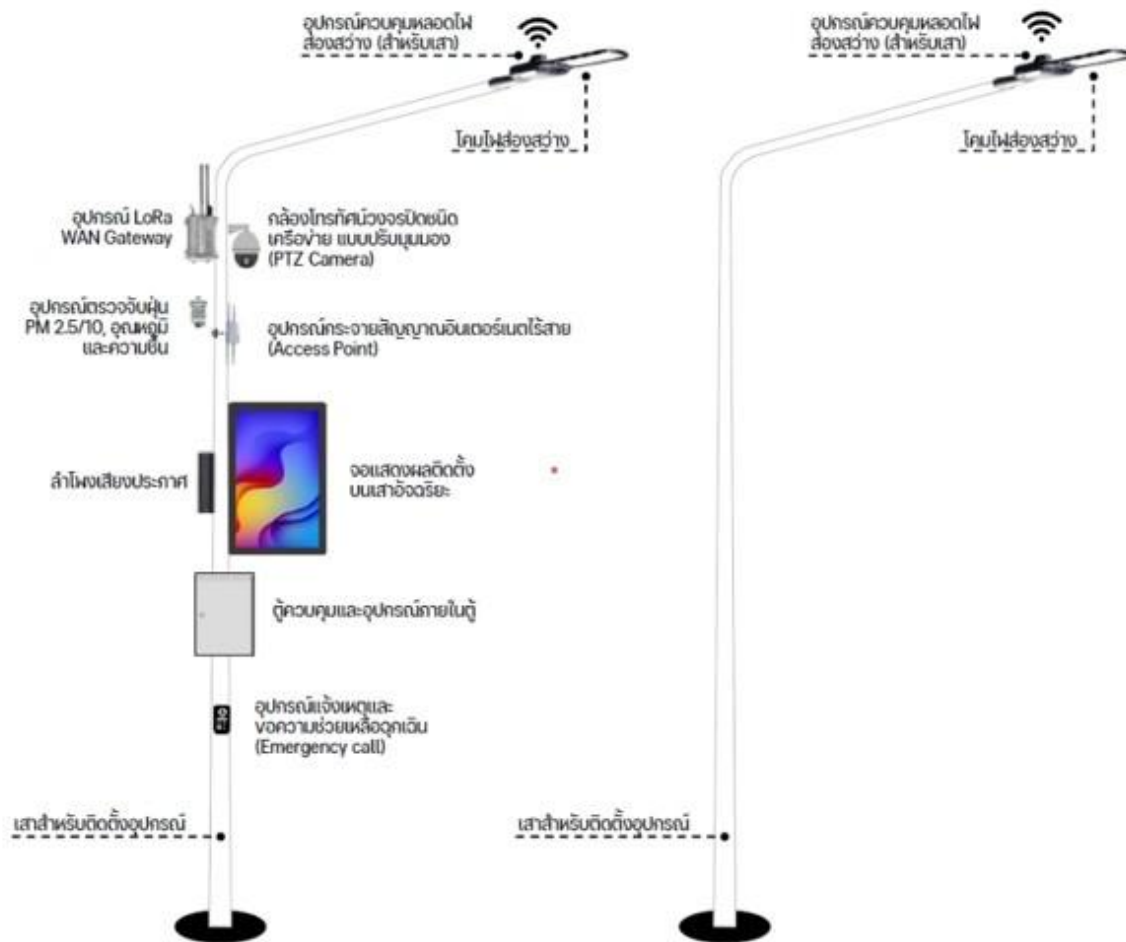 อุปกรณ์ควบคุมหลอดไฟ
ส่องสว่าง (สำหรับเสา)
โคมไฟส่องสว่าง
อุปกรณ์ LoRa
WAN Gateway
กล้องโทรทัศน์วงจรปิดชนิด
เครือข่าย แบบปรับมุมมอง
(PTZ Camera)
อุปกรณ์ตรวจจับฝุ่น
PM 2.5/10, อุณหภูมิ
และความชื้น
อุปกรณ์กระจายสัญญาณอินเตอร์เนตไร้สาย
(Access Point)
ลำโพงเสียงประกาศ
จอแสดงผลติดตั้ง
บนเสาอัจฉริยะ
ตู้ควบคุมและอุปกรณ์ภายในตู้
อุปกรณ์แจ้งเหตุและ
ขอความช่วยเหลือฉุกเฉิน
(Emergency call)
เสาสำหรับติดตั้งอุปกรณ์
อุปกรณ์ควบคุมหลอดไฟ
ส่องสว่าง (สำหรับเสา)
โคมไฟส่องสว่าง
เสาสำหรับติดตั้งอุปกรณ์